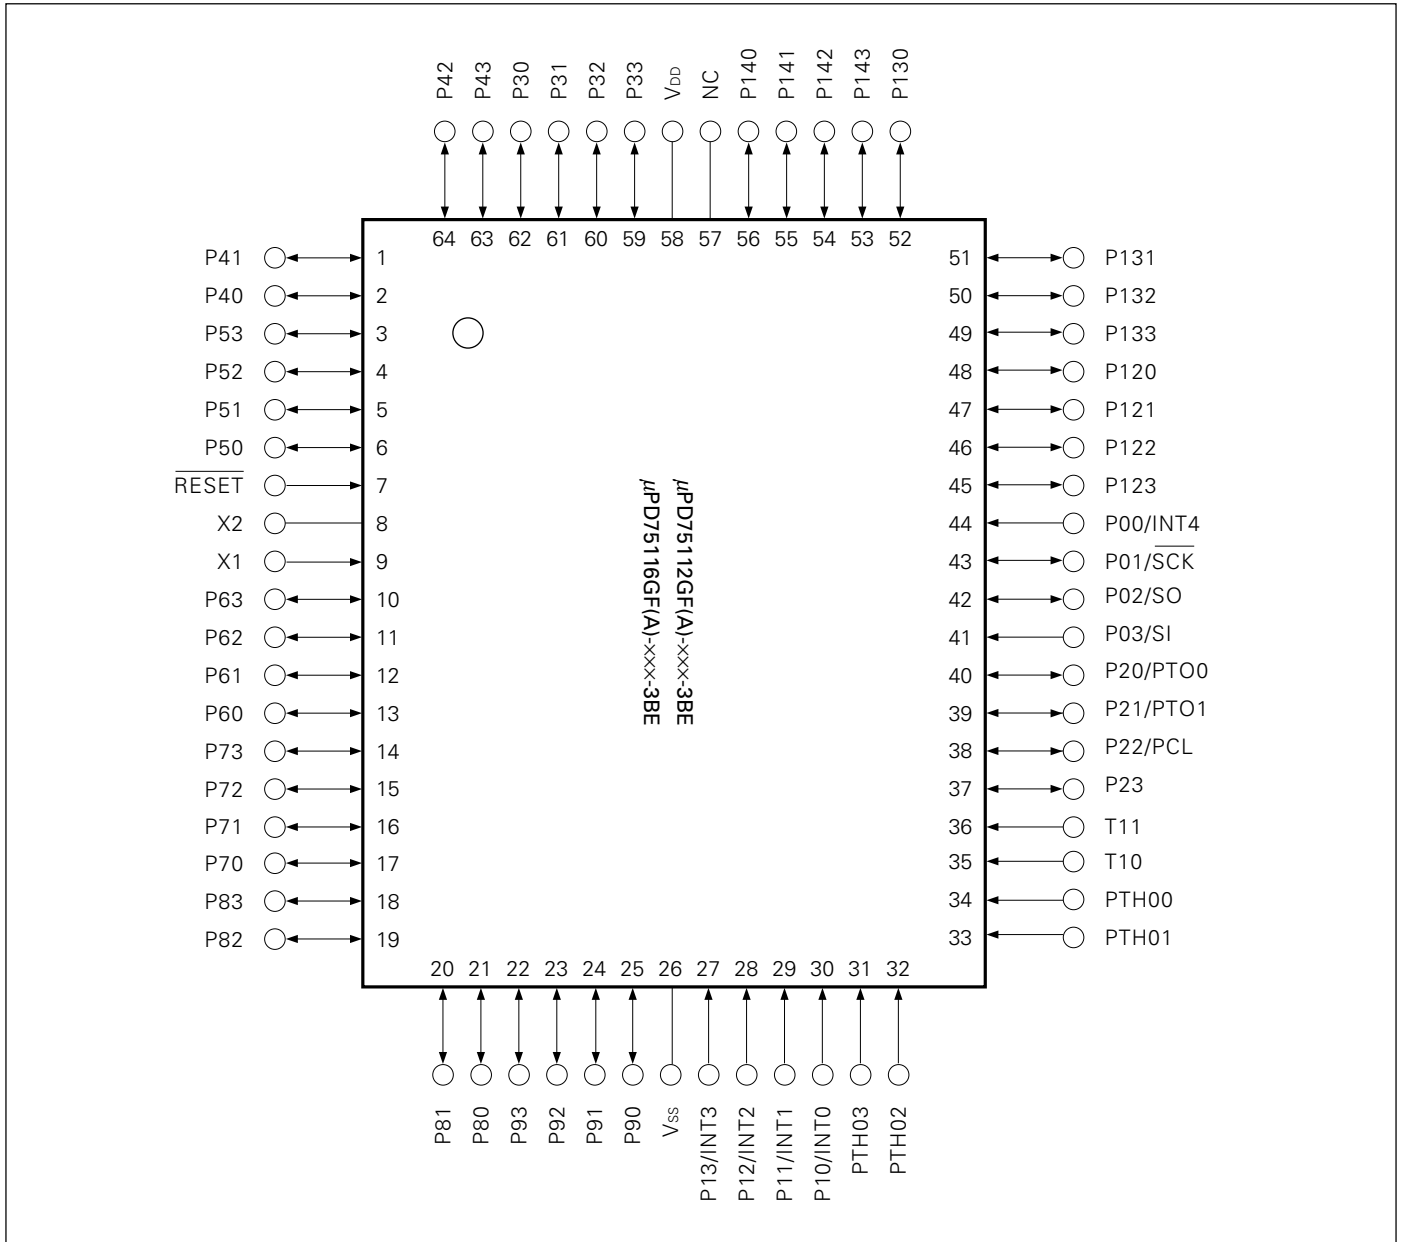 P42 P43 P30 P31 P32 P33 VDD NC P140 P141 P142 P143 P130
64 63 62 61 60 59 58 57 56 55 54 53 52
P41 1 51 P131
P40 2 50 P132
P53 3 49 P133
P52 4 48 P120
P51 5 47 P121
P50 6 46 P122
RESET 7 45 P123
X2 8 44 P00/INT4
X1 9 43 P01/SCK
P63 10 42 P02/SO
P62 11 41 P03/SI
P61 12 40 P20/PTO0
P60 13 39 P21/PTO1
P73 14 38 P22/PCL
P72 15 37 P23
P71 16 36 T11
P70 17 35 T10
P83 18 34 PTH00
P82 19 33 PTH01
μPD75112GF(A)-×××-3BE
μPD75116GF(A)-×××-3BE
20 21 22 23 24 25 26 27 28 29 30 31 32
P81 P80 P93 P92 P91 P90 VSS P13/INT3 P12/INT2 P11/INT1 P10/INT0 PTH03 PTH02